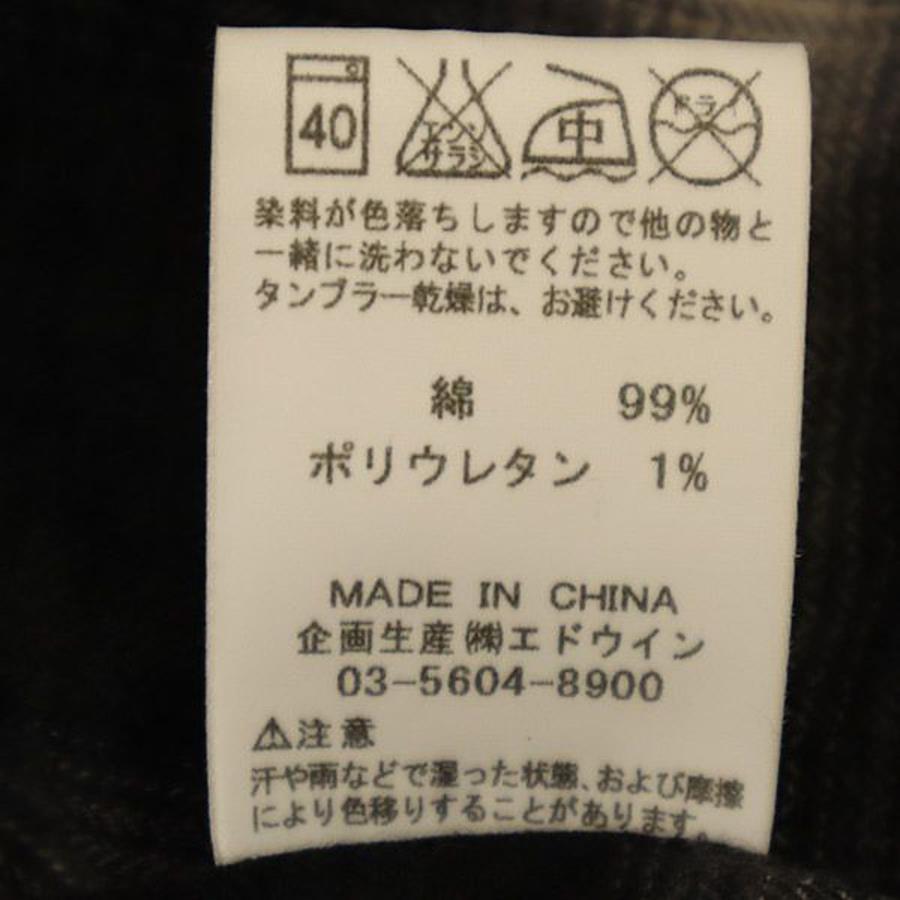 40 エンソ サラシ 中 ドライ
染料が色落ちしますので他の物と
一緒に洗わないでください。
タンブラー乾燥は、お避けください。
綿 99%
ポリウレタン 1%
MADE IN CHINA
企画生産㈱エドウイン
03-5604-8900
⚠注意
汗や雨などで湿った状態、および摩擦
により色移りすることがあります。